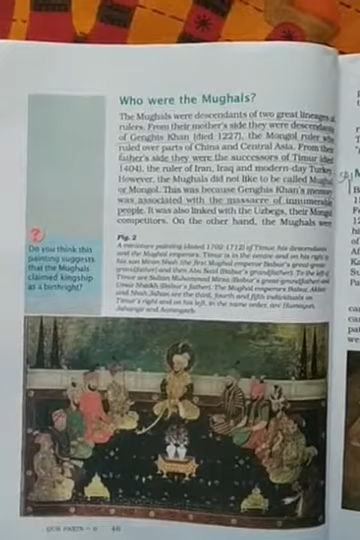 Who were the Mughals?
The Mughals were descendants of two great lineages of
rulers. From their mother's side they were descendants
of Genghis Khan (died 1227), the Mongol ruler who
ruled over parts of China and Central Asia. From their
father's side they were the successors of Timur (died
1404), the ruler of Iran, Iraq and modern-day Turkey.
However, the Mughals did not like to be called Mughal
or Mongol. This was because Genghis Khan's memory
was associated with the massacre of innumerable
people. It was also linked with the Uzbegs, their Mongol
competitors. On the other hand, the Mughals were
?
Do you think this
painting suggests
that the Mughals
claimed kingship
as a birthright?
Fig. 2
A miniature painting (dated 1702-1712) of Timur, his descendants
and the Mughal emperors. Timur is in the centre and on his right is
his son Miran Shah (the first Mughal emperor Babur's great-great-
grandfather) and then Abu Said (Babur's grandfather). To the left of
Timur are Sultan Muhammad Mirza (Babur's great-grandfather) and
Umar Shaikh (Babur's father). The Mughal emperors Babur, Akbar
and Shah Jahan are the third, fourth and fifth individuals on
Timur's right and on his left, in the same order, are Humayun,
Jahangir and Aurangzeb.
OUR PASTS – II 46